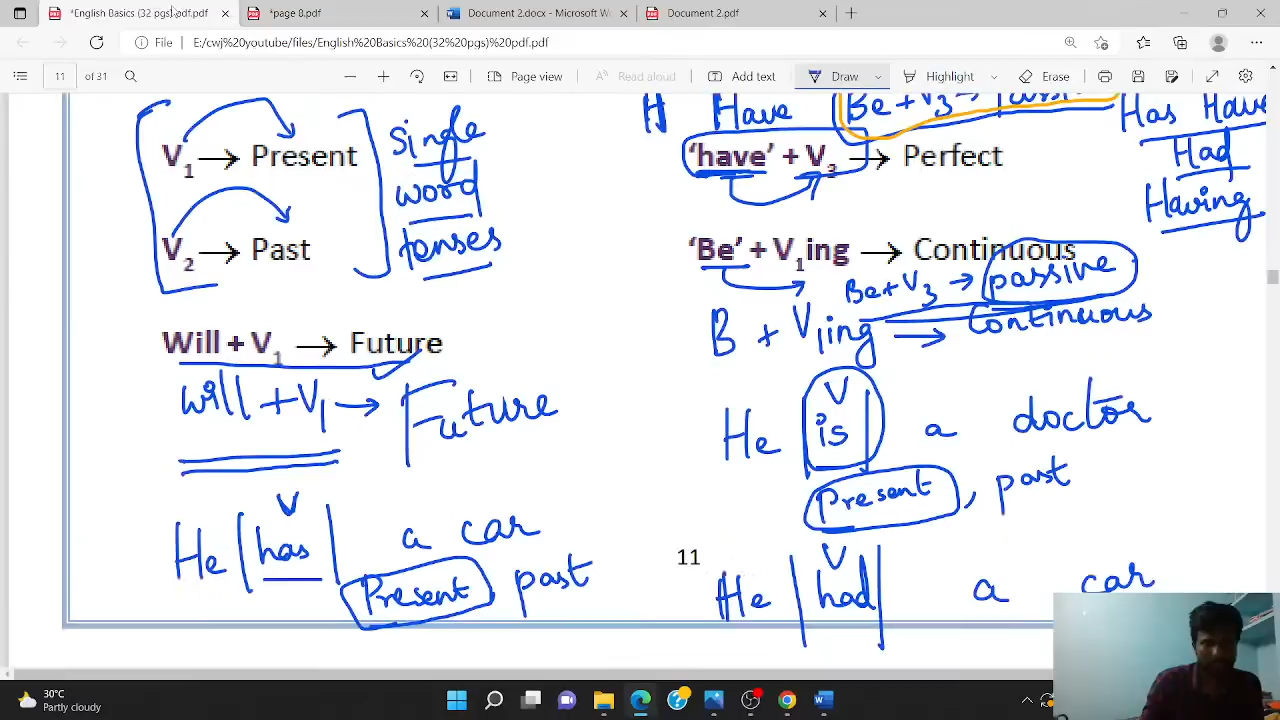 *English Basics (32 pgs) pdf.pdf
*page 8.pdf
Document 2.docx - Microsoft W
Document 2.pdf
File
E:/cwj%20youtube/files/English%20Basics%20(32%20pgs)%20pdf.pdf
11 of 31
Page view
Read aloud
Add text
Draw
Highlight
Erase
V1 → Present
V2 → Past
single
word
tenses
Will + V1 → Future
will + V1 → Future
He has a car
V
Present, past
H Have Be + V3 → passive
Has Have
Had
Having
'have' + V3 → Perfect
'Be' + V1ing → Continuous
Be + V3 → passive
B + V1ing → Continuous
V
He is a doctor
Present, past
11
V
He had a car
30°C
Partly cloudy